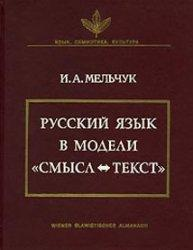 ЯЗЫК. СЕМИОТИКА. КУЛЬТУРА
И. А. МЕЛЬЧУК
РУССКИЙ ЯЗЫК
В МОДЕЛИ
«СМЫСЛ⇔ТЕКСТ»
WIENER SLAWISTISCHER ALMANACH